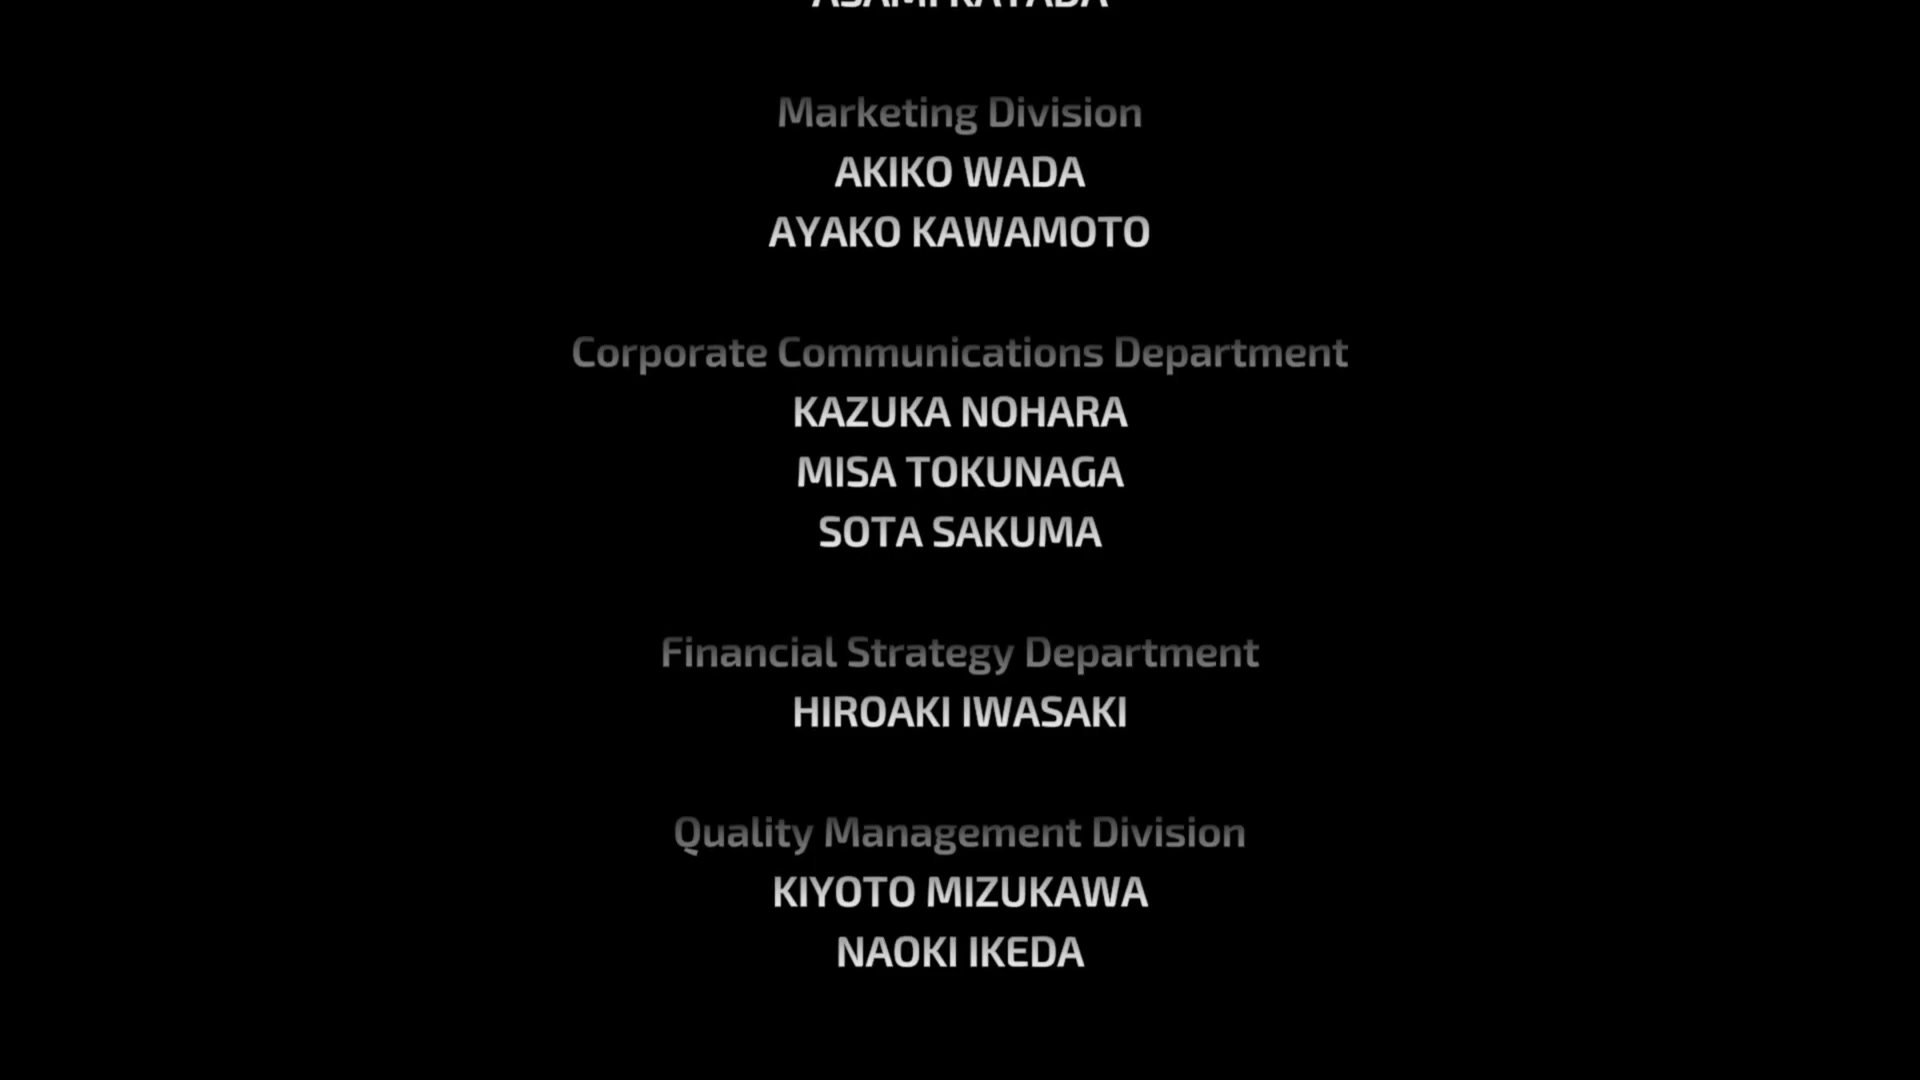 Marketing Division
AKIKO WADA
AYAKO KAWAMOTO
Corporate Communications Department
KAZUKA NOHARA
MISA TOKUNAGA
SOTA SAKUMA
Financial Strategy Department
HIROAKI IWASAKI
Quality Management Division
KIYOTO MIZUKAWA
NAOKI IKEDA